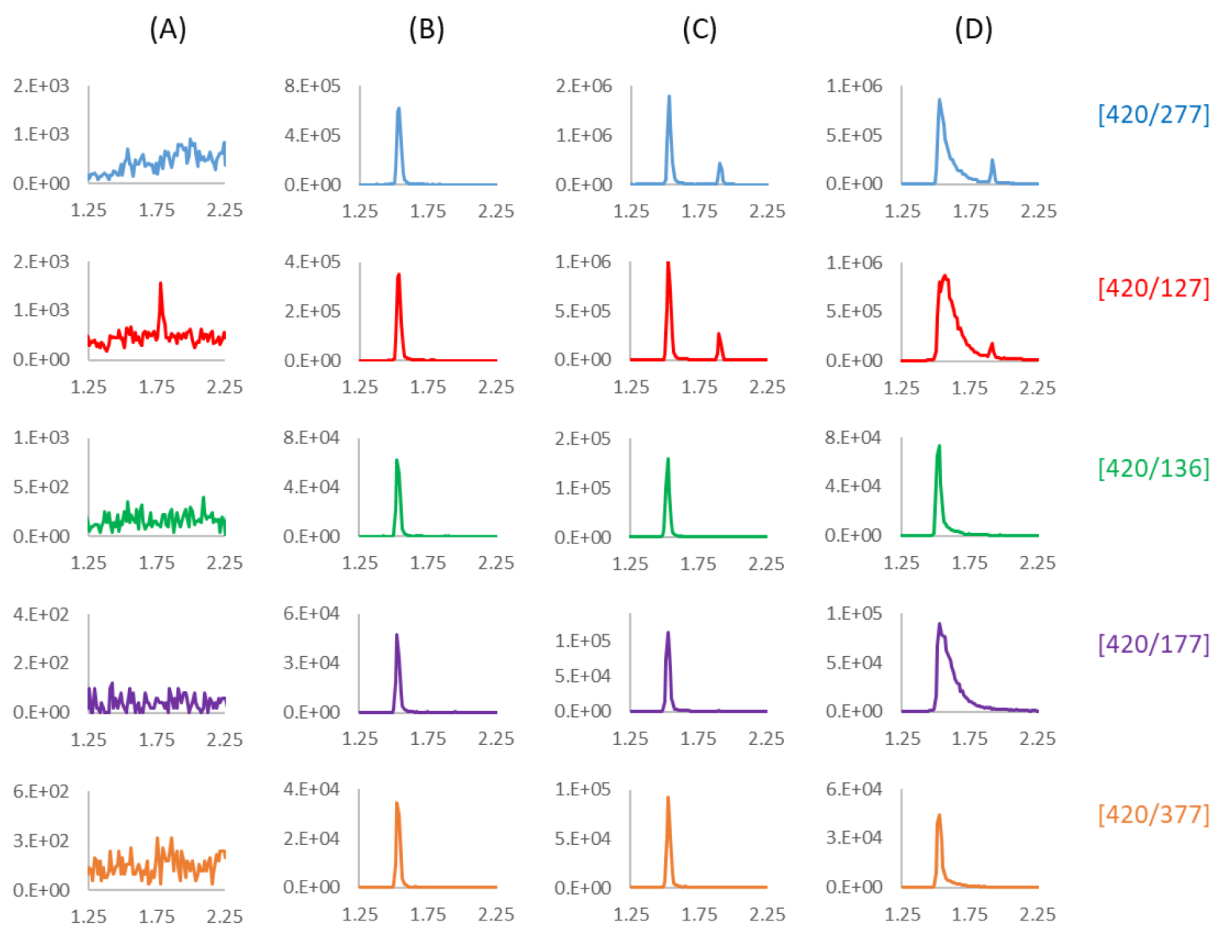 (A) (B) (C) (D)
2.E+03 8.E+05 2.E+06 1.E+06 [420/277]
1.E+03 4.E+05 1.E+06 5.E+05
0.E+00 0.E+00 0.E+00 0.E+00
1.25 1.75 2.25 1.25 1.75 2.25 1.25 1.75 2.25 1.25 1.75 2.25
2.E+03 4.E+05 1.E+06 1.E+06 [420/127]
1.E+03 2.E+05 5.E+05 5.E+05
0.E+00 0.E+00 0.E+00 0.E+00
1.25 1.75 2.25 1.25 1.75 2.25 1.25 1.75 2.25 1.25 1.75 2.25
1.E+03 8.E+04 2.E+05 8.E+04 [420/136]
5.E+02 4.E+04 1.E+05 4.E+04
0.E+00 0.E+00 0.E+00 0.E+00
1.25 1.75 2.25 1.25 1.75 2.25 1.25 1.75 2.25 1.25 1.75 2.25
4.E+02 6.E+04 1.E+05 1.E+05 [420/177]
2.E+02 3.E+04 5.E+04 5.E+04
0.E+00 0.E+00 0.E+00 0.E+00
1.25 1.75 2.25 1.25 1.75 2.25 1.25 1.75 2.25 1.25 1.75 2.25
6.E+02 4.E+04 1.E+05 6.E+04 [420/377]
3.E+02 2.E+04 5.E+04 3.E+04
0.E+00 0.E+00 0.E+00 0.E+00
1.25 1.75 2.25 1.25 1.75 2.25 1.25 1.75 2.25 1.25 1.75 2.25